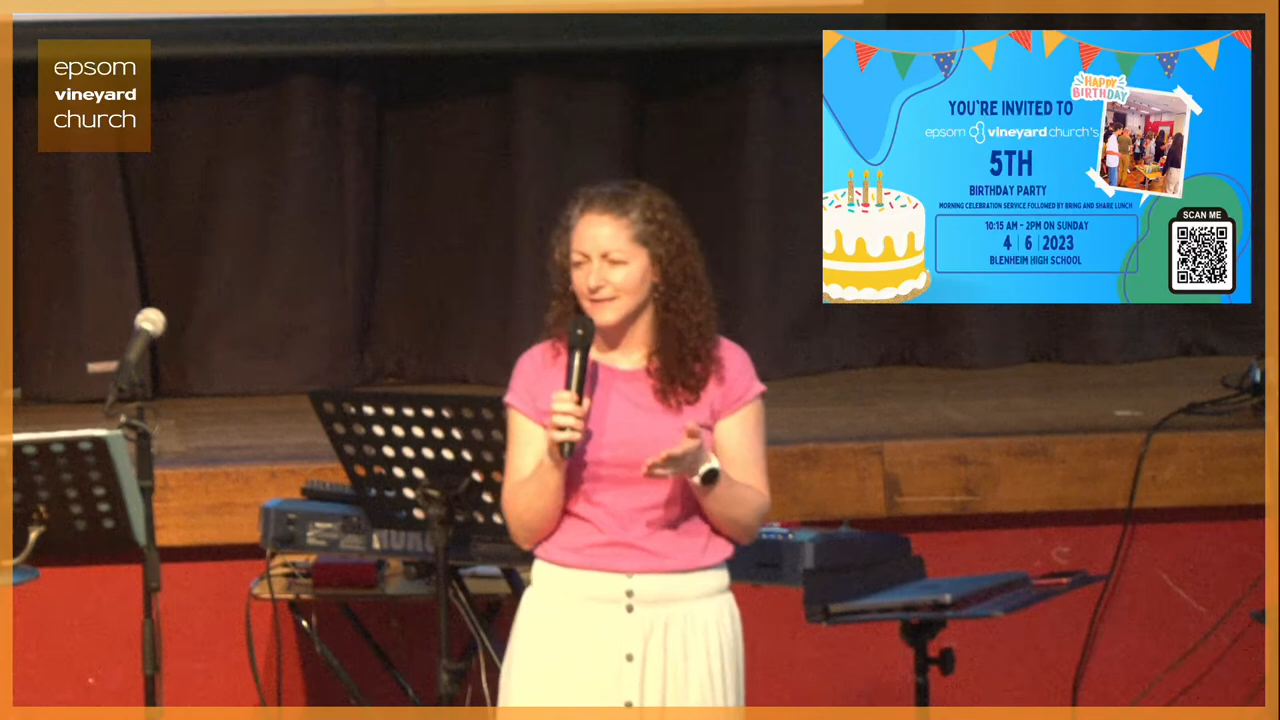 epsom
vineyard
church
HAPPY
BIRTHDAY
YOU'RE INVITED TO
epsom vineyard church's
5TH
BIRTHDAY PARTY
MORNING CELEBRATION SERVICE FOLLOWED BY BRING AND SHARE LUNCH
10:15 AM - 2PM ON SUNDAY
4 | 6 | 2023
BLENHEIM HIGH SCHOOL
SCAN ME